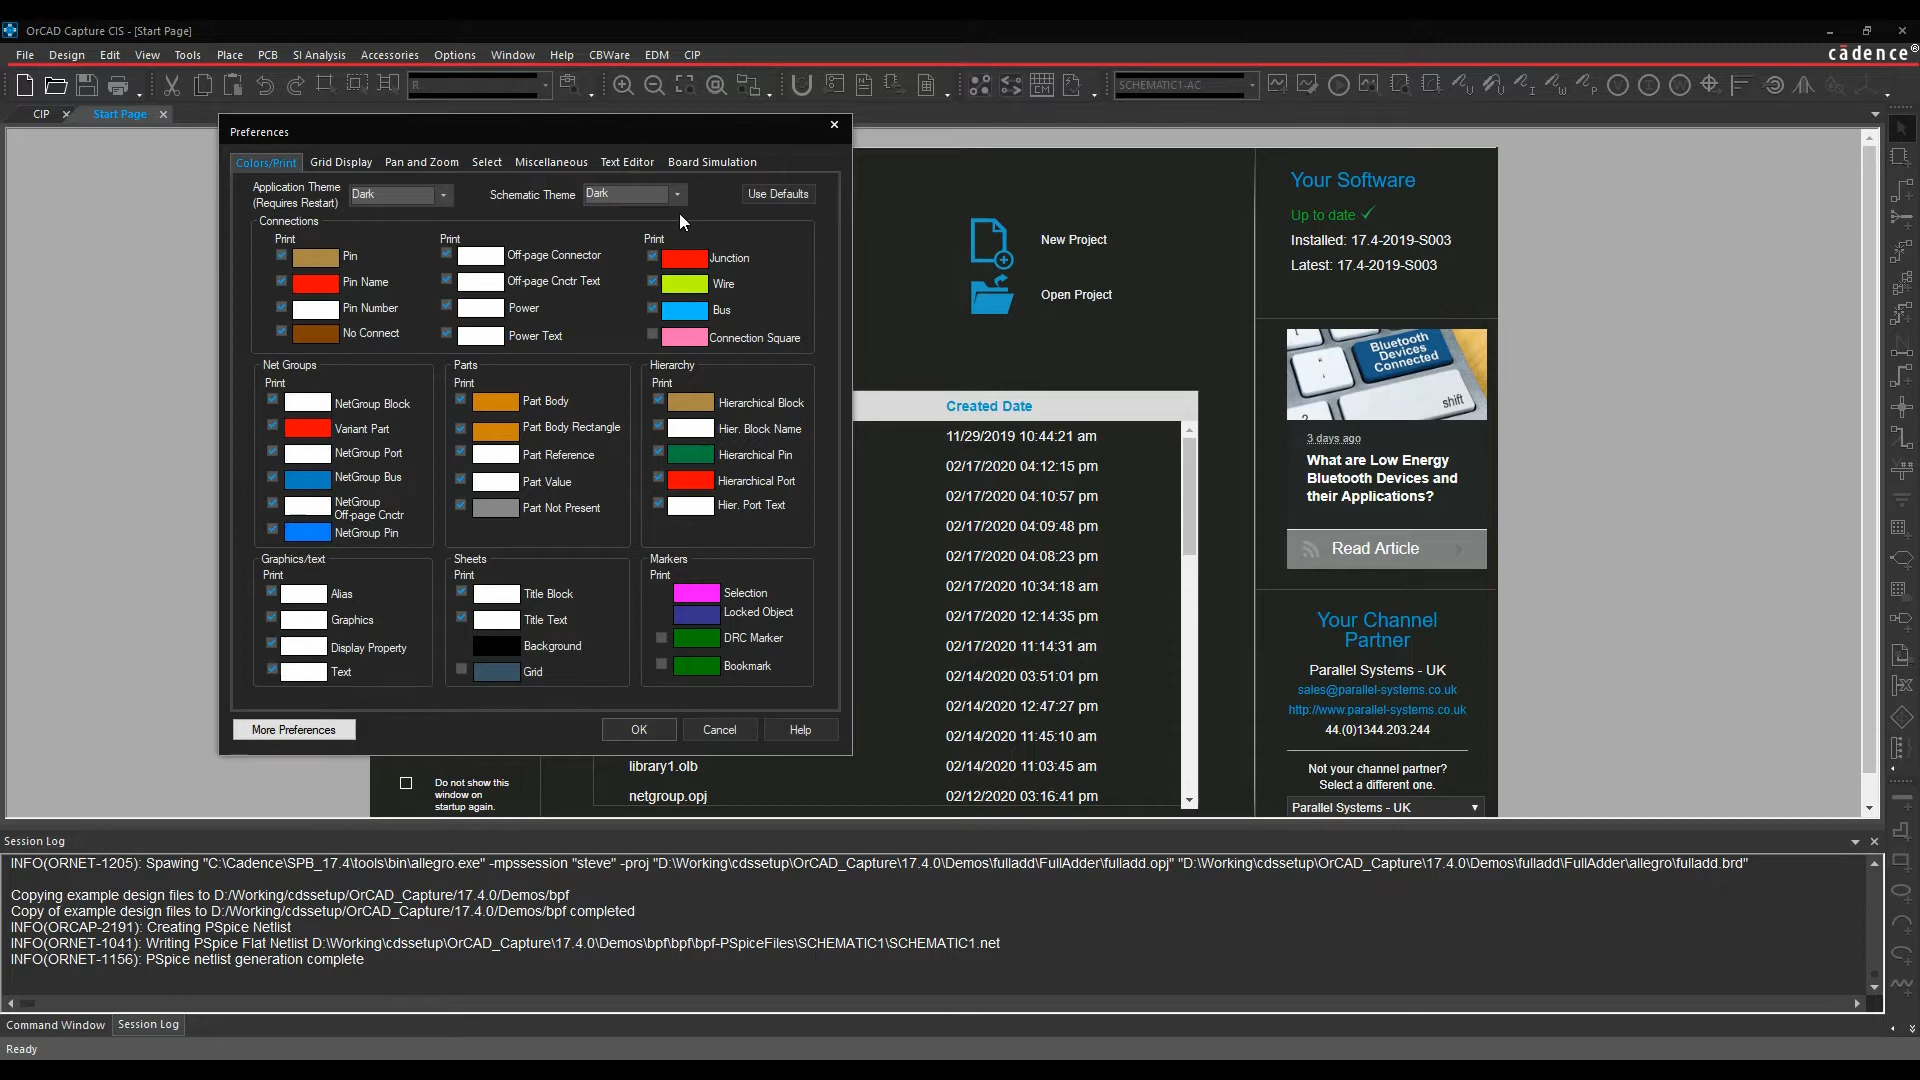 OrCAD Capture CIS - [Start Page]
File Design Edit View Tools Place PCB SI Analysis Accessories Options Window Help CBWare EDM CIP
cādence®
R
SCHEMATIC1-AC
CIP
Start Page
Preferences
Colors/Print Grid Display Pan and Zoom Select Miscellaneous Text Editor Board Simulation
Application Theme
(Requires Restart)
Dark
Schematic Theme
Dark
Use Defaults
Connections
Print Print Print
Pin Off-page Connector Junction
Pin Name Off-page Cnctr Text Wire
Pin Number Power Bus
No Connect Power Text Connection Square
Net Groups
Print
NetGroup Block
Variant Part
NetGroup Port
NetGroup Bus
NetGroup
Off-page Cnctr
NetGroup Pin
Parts
Print
Part Body
Part Body Rectangle
Part Reference
Part Value
Part Not Present
Hierarchy
Print
Hierarchical Block
Hier. Block Name
Hierarchical Pin
Hierarchical Port
Hier. Port Text
Graphics/text
Print
Alias
Graphics
Display Property
Text
Sheets
Print
Title Block
Title Text
Background
Grid
Markers
Print
Selection
Locked Object
DRC Marker
Bookmark
More Preferences
OK
Cancel
Help
New Project
Open Project
Created Date
11/29/2019 10:44:21 am
02/17/2020 04:12:15 pm
02/17/2020 04:10:57 pm
02/17/2020 04:09:48 pm
02/17/2020 04:08:23 pm
02/17/2020 10:34:18 am
02/17/2020 12:14:35 pm
02/17/2020 11:14:31 am
02/14/2020 03:51:01 pm
02/14/2020 12:47:27 pm
02/14/2020 11:45:10 am
library1.olb 02/14/2020 11:03:45 am
netgroup.opj 02/12/2020 03:16:41 pm
Do not show this
window on
startup again.
Your Software
Up to date
Installed: 17.4-2019-S003
Latest: 17.4-2019-S003
Bluetooth
Devices
Connected
shift
3 days ago
What are Low Energy
Bluetooth Devices and
their Applications?
Read Article
Your Channel
Partner
Parallel Systems - UK
sales@parallel-systems.co.uk
http://www.parallel-systems.co.uk
44.(0)1344.203.244
Not your channel partner?
Select a different one.
Parallel Systems - UK
Session Log
INFO(ORNET-1205): Spawing "C:\Cadence\SPB_17.4\tools\bin\allegro.exe" -mpssession "steve" -proj "D:\Working\cdssetup\OrCAD_Capture\17.4.0\Demos\fulladd\FullAdder\fulladd.opj" "D:\Working\cdssetup\OrCAD_Capture\17.4.0\Demos\fulladd\FullAdder\allegro\fulladd.brd"
Copying example design files to D:/Working/cdssetup/OrCAD_Capture/17.4.0/Demos/bpf
Copy of example design files to D:/Working/cdssetup/OrCAD_Capture/17.4.0/Demos/bpf completed
INFO(ORCAP-2191): Creating PSpice Netlist
INFO(ORNET-1041): Writing PSpice Flat Netlist D:\Working\cdssetup\OrCAD_Capture\17.4.0\Demos\bpf\bpf\bpf-PSpiceFiles\SCHEMATIC1\SCHEMATIC1.net
INFO(ORNET-1156): PSpice netlist generation complete
Command Window
Session Log
Ready